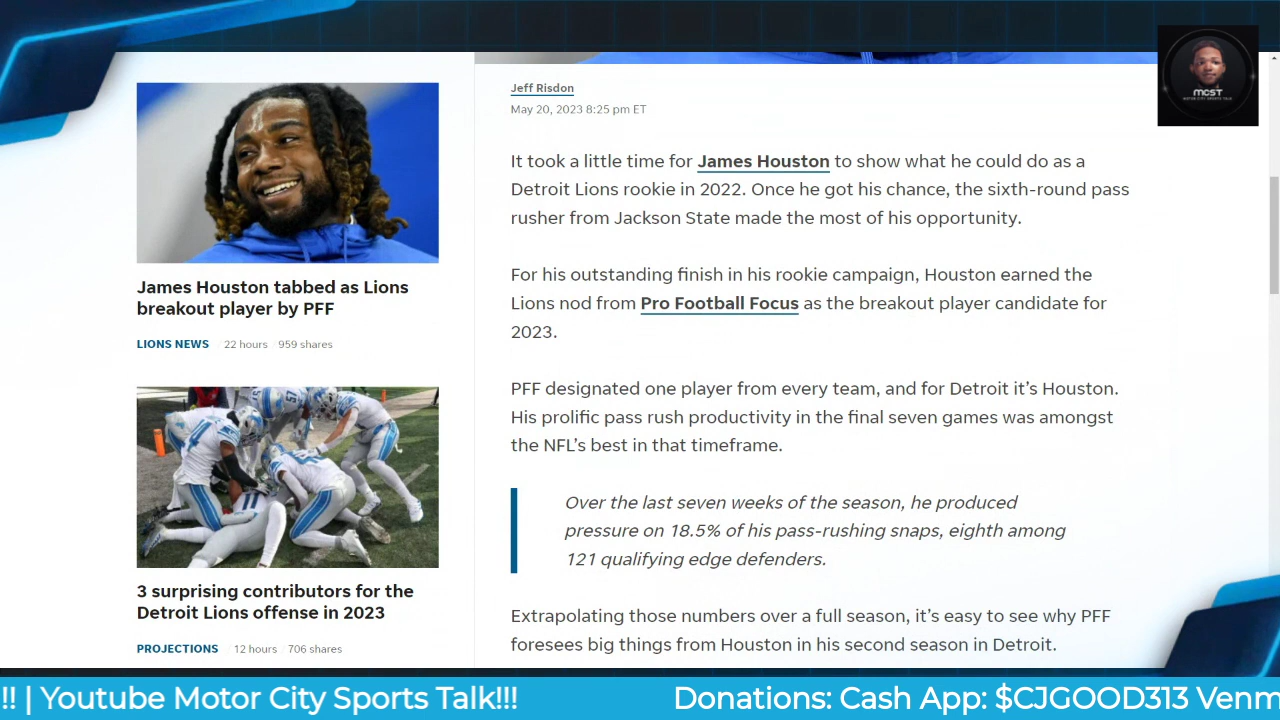 Jeff Risdon
May 20, 2023 8:25 pm ET
It took a little time for James Houston to show what he could do as a
Detroit Lions rookie in 2022. Once he got his chance, the sixth-round pass
rusher from Jackson State made the most of his opportunity.
For his outstanding finish in his rookie campaign, Houston earned the
Lions nod from Pro Football Focus as the breakout player candidate for
2023.
PFF designated one player from every team, and for Detroit it’s Houston.
His prolific pass rush productivity in the final seven games was amongst
the NFL’s best in that timeframe.
Over the last seven weeks of the season, he produced
pressure on 18.5% of his pass-rushing snaps, eighth among
121 qualifying edge defenders.
Extrapolating those numbers over a full season, it’s easy to see why PFF
foresees big things from Houston in his second season in Detroit.
James Houston tabbed as Lions
breakout player by PFF
LIONS NEWS / 22 hours / 959 shares
3 surprising contributors for the
Detroit Lions offense in 2023
PROJECTIONS / 12 hours / 706 shares
MCST
MOTOR CITY SPORTS TALK
!! | Youtube Motor City Sports Talk!!! Donations: Cash App: $CJGOOD313 Venm